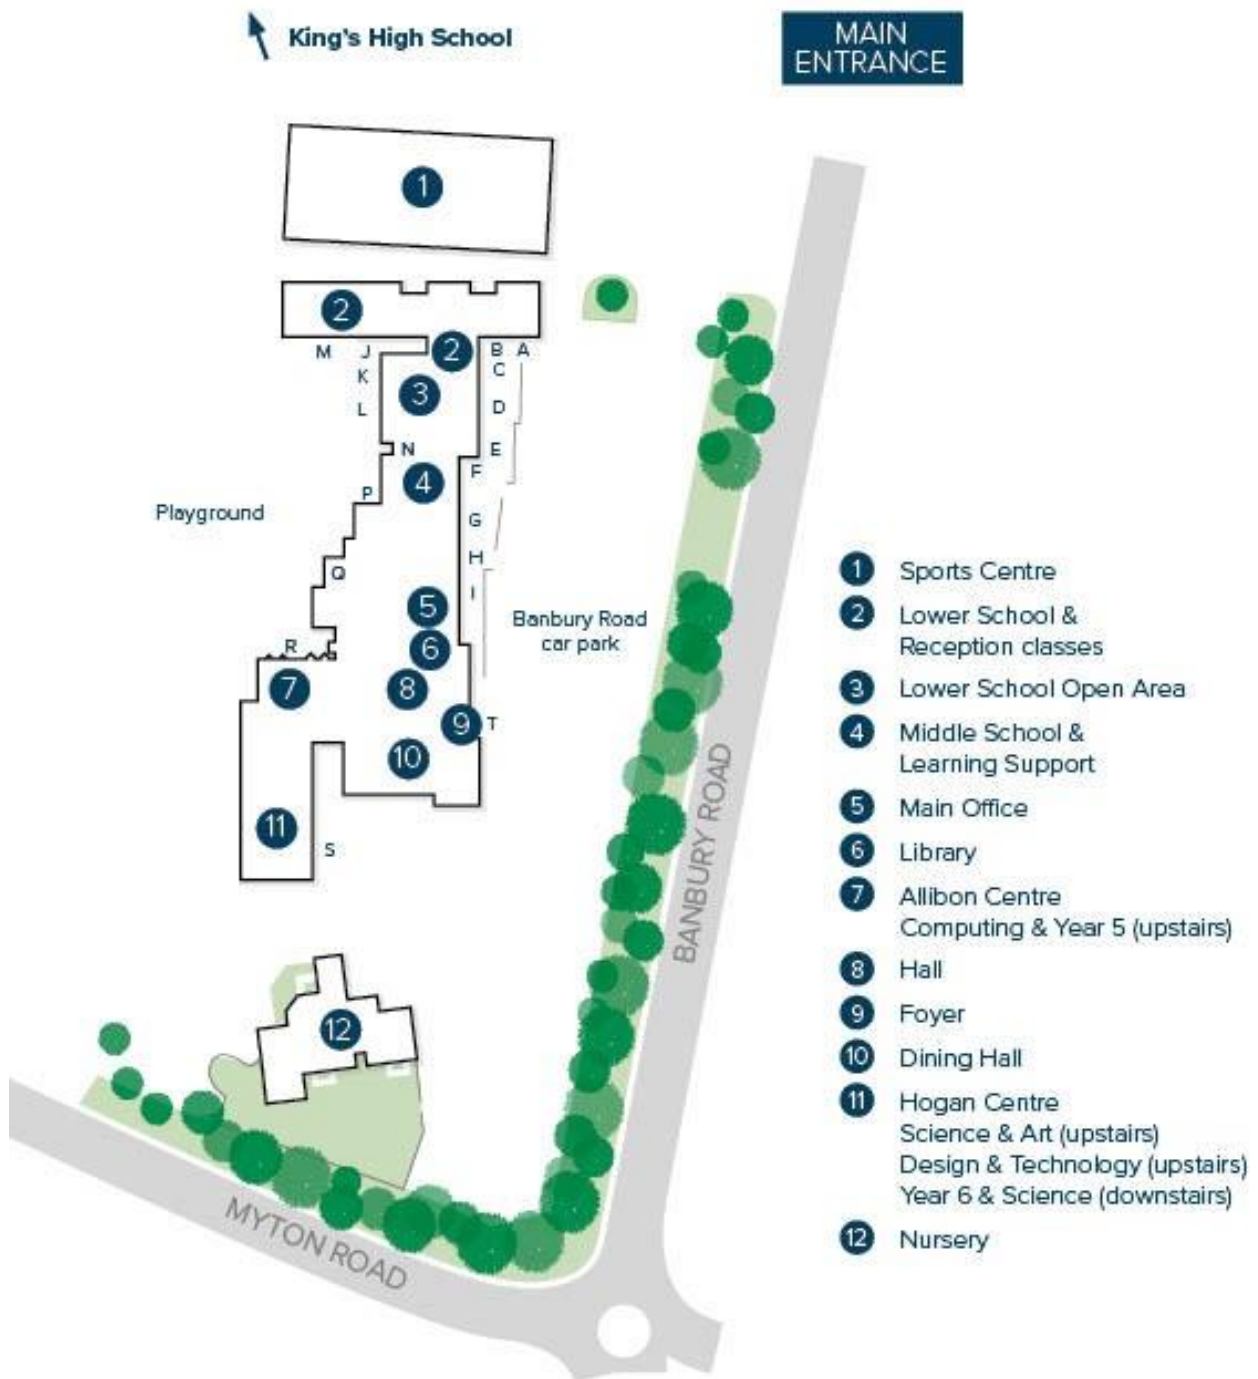 King's High School
MAIN
ENTRANCE
1
2
2
M
J
B
A
K
C
3
L
D
N
E
F
4
P
Playground
G
Q
H
I
5
Banbury Road
car park
R
6
7
8
9
T
10
11
S
12
BANBURY ROAD
MYTON ROAD
1 Sports Centre
2 Lower School &
Reception classes
3 Lower School Open Area
4 Middle School &
Learning Support
5 Main Office
6 Library
7 Allibon Centre
Computing & Year 5 (upstairs)
8 Hall
9 Foyer
10 Dining Hall
11 Hogan Centre
Science & Art (upstairs)
Design & Technology (upstairs)
Year 6 & Science (downstairs)
12 Nursery